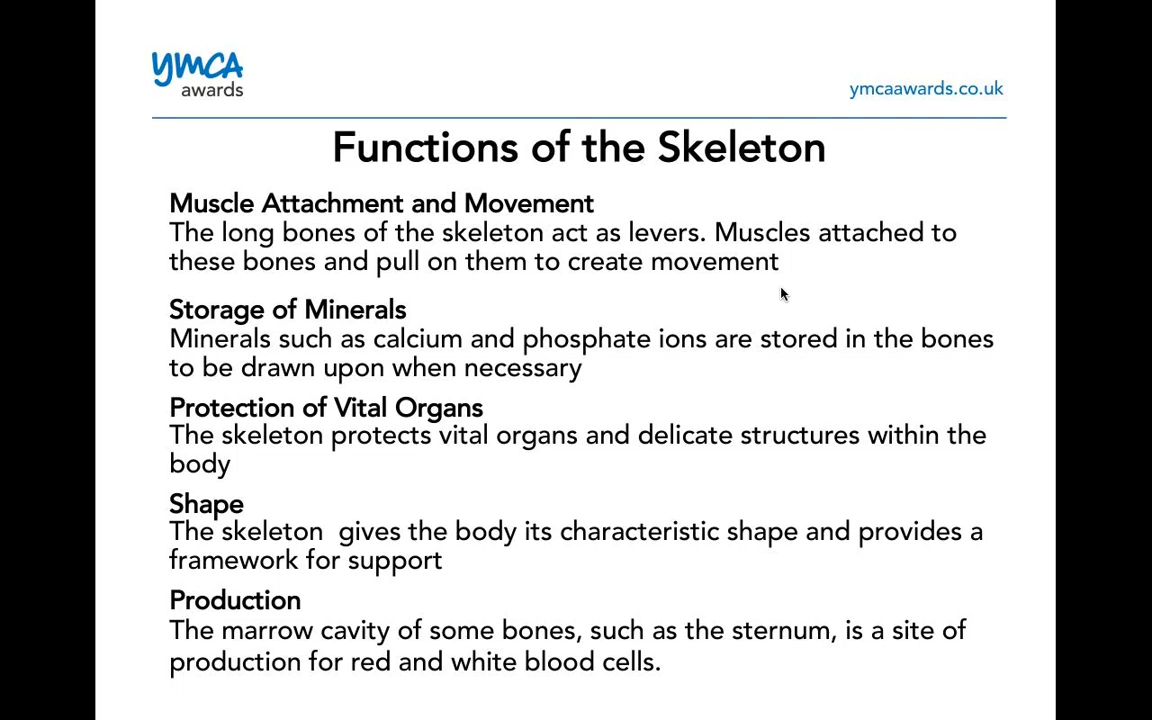 ymca
awards
ymcaawards.co.uk
Functions of the Skeleton
Muscle Attachment and Movement
The long bones of the skeleton act as levers. Muscles attached to
these bones and pull on them to create movement
Storage of Minerals
Minerals such as calcium and phosphate ions are stored in the bones
to be drawn upon when necessary
Protection of Vital Organs
The skeleton protects vital organs and delicate structures within the
body
Shape
The skeleton  gives the body its characteristic shape and provides a
framework for support
Production
The marrow cavity of some bones, such as the sternum, is a site of
production for red and white blood cells.